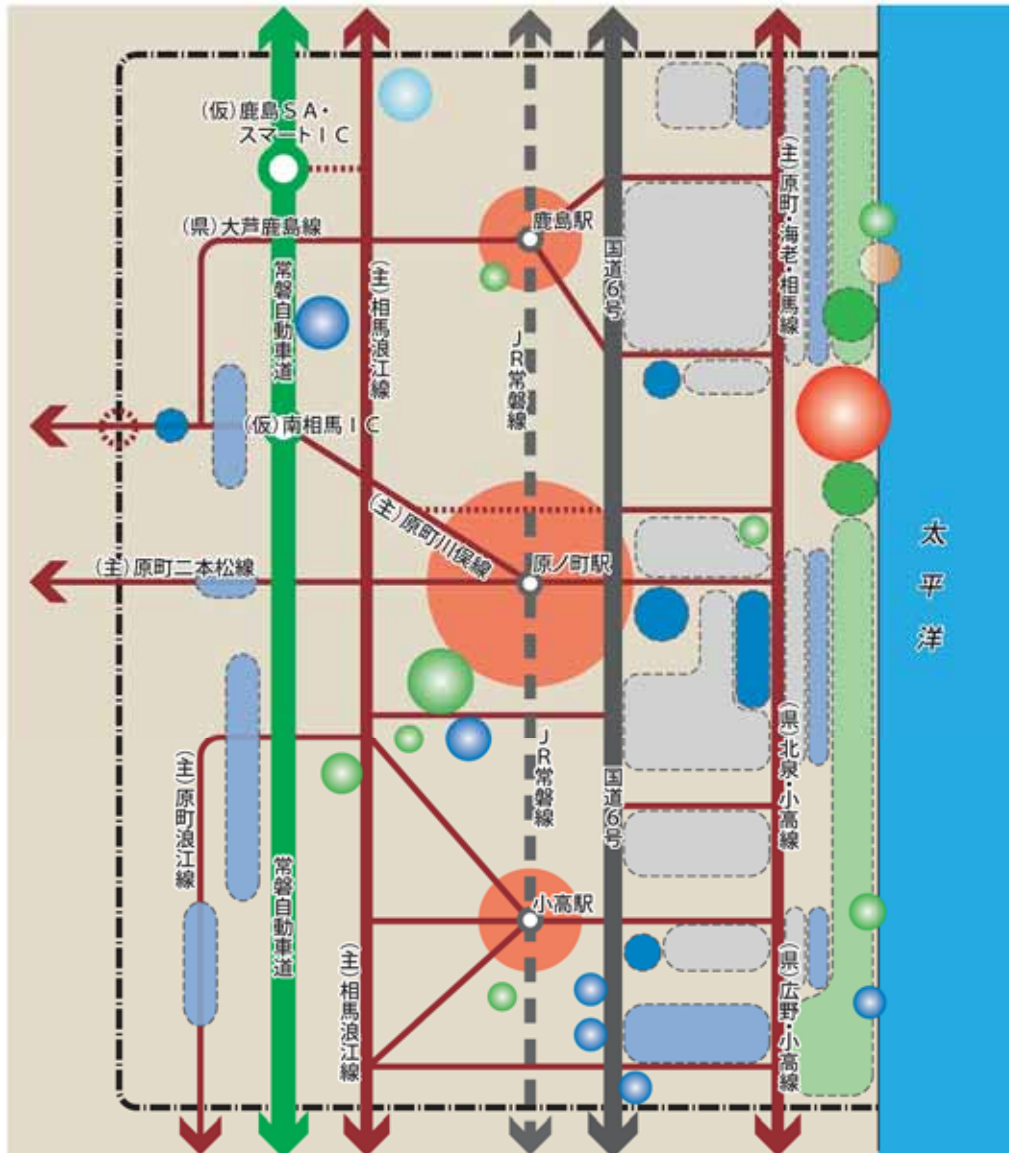 (仮)鹿島SA・
スマートIC
(県)大芦鹿島線
鹿島駅
(主)原町・海老・相馬線
国道6号
常磐自動車道
(主)相馬浪江線
JR常磐線
(仮)南相馬IC
(主)原町川俣線
(主)原町二本松線
原ノ町駅
太平洋
JR常磐線
国道6号
(県)北泉・小高線
(主)原町浪江線
常磐自動車道
小高駅
(主)相馬浪江線
(県)広野・小高線